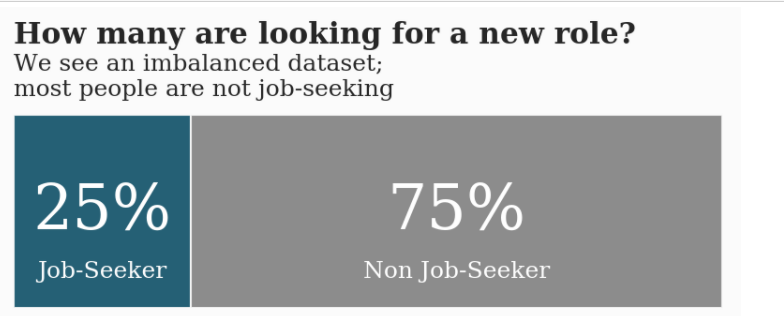 How many are looking for a new role?
We see an imbalanced dataset;
most people are not job-seeking
25%
Job-Seeker
75%
Non Job-Seeker